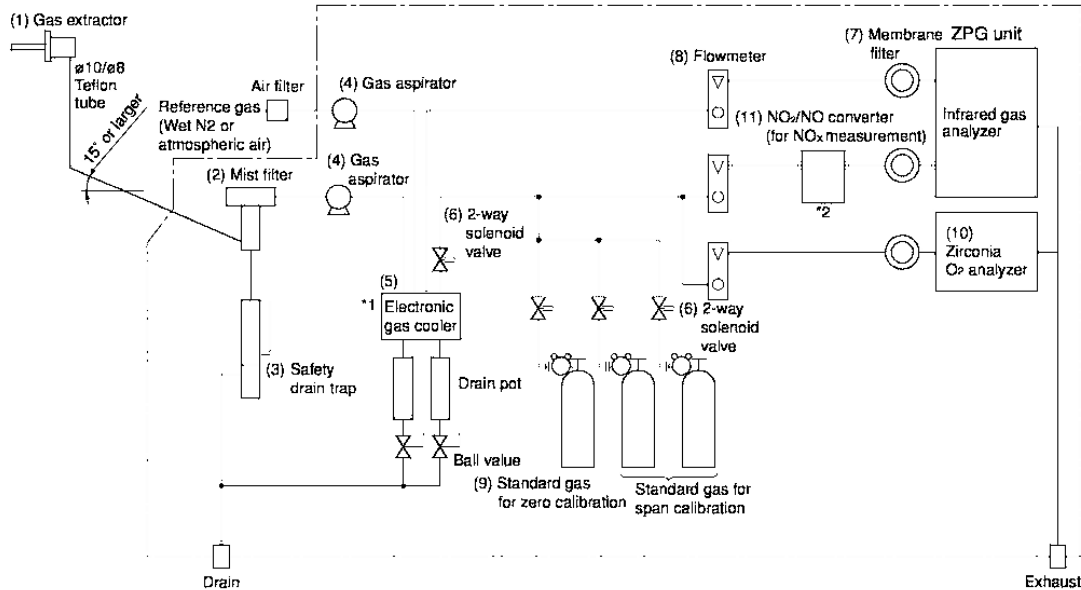 (1) Gas extractor
ø10/ø8
Teflon
tube
15° or larger
Air filter
Reference gas
(Wet N2 or
atmospheric air)
(4) Gas aspirator
(2) Mist filter
(4) Gas
aspirator
(3) Safety
drain trap
(6) 2-way
solenoid
valve
(5)
*1
Electronic
gas cooler
Drain pot
Ball value
(8) Flowmeter
(7) Membrane
filter
ZPG unit
Infrared gas
analyzer
(11) NO₂/NO converter
(for NOx measurement)
*2
(10)
Zirconia
O₂ analyzer
(6) 2-way
solenoid
valve
(9) Standard gas
for zero calibration
Standard gas for
span calibration
Drain
Exhaust